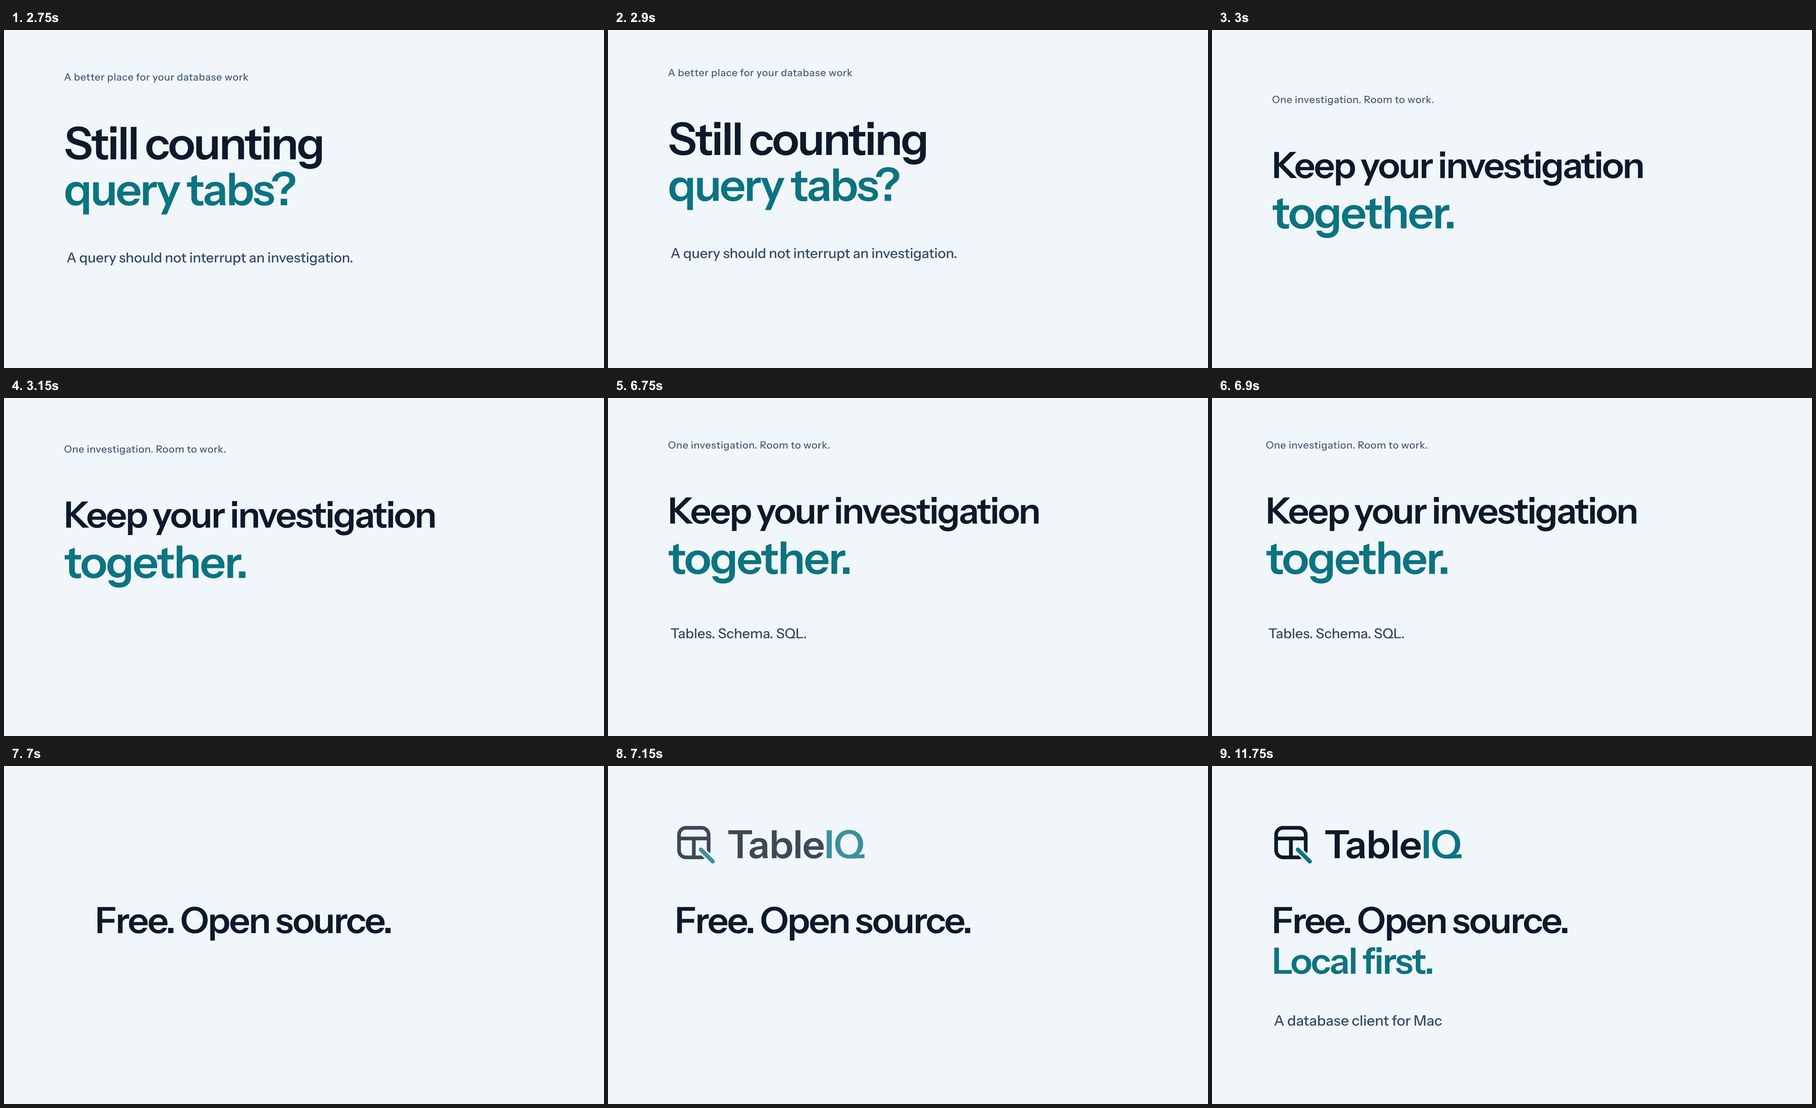 1. 2.75s
A better place for your database work
Still counting
query tabs?
A query should not interrupt an investigation.
2. 2.9s
A better place for your database work
Still counting
query tabs?
A query should not interrupt an investigation.
3. 3s
One investigation. Room to work.
Keep your investigation
together.
4. 3.15s
One investigation. Room to work.
Keep your investigation
together.
5. 6.75s
One investigation. Room to work.
Keep your investigation
together.
Tables. Schema. SQL.
6. 6.9s
One investigation. Room to work.
Keep your investigation
together.
Tables. Schema. SQL.
7. 7s
Free. Open source.
8. 7.15s
TableIQ
Free. Open source.
9. 11.75s
TableIQ
Free. Open source.
Local first.
A database client for Mac